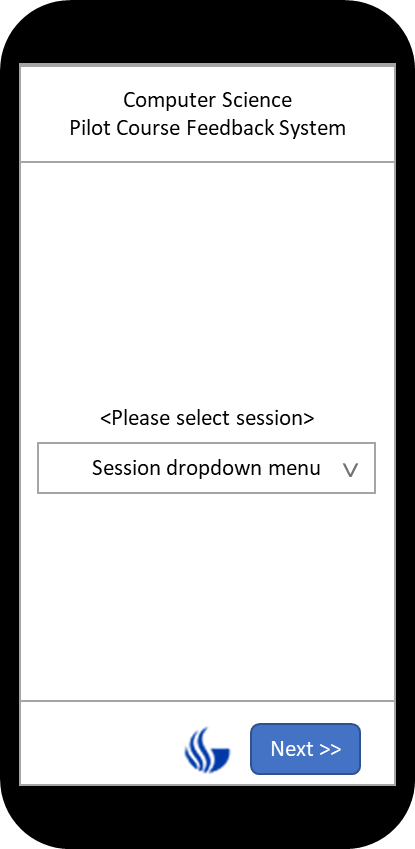 Computer Science
Pilot Course Feedback System
<Please select session>
Session dropdown menu
Next >>